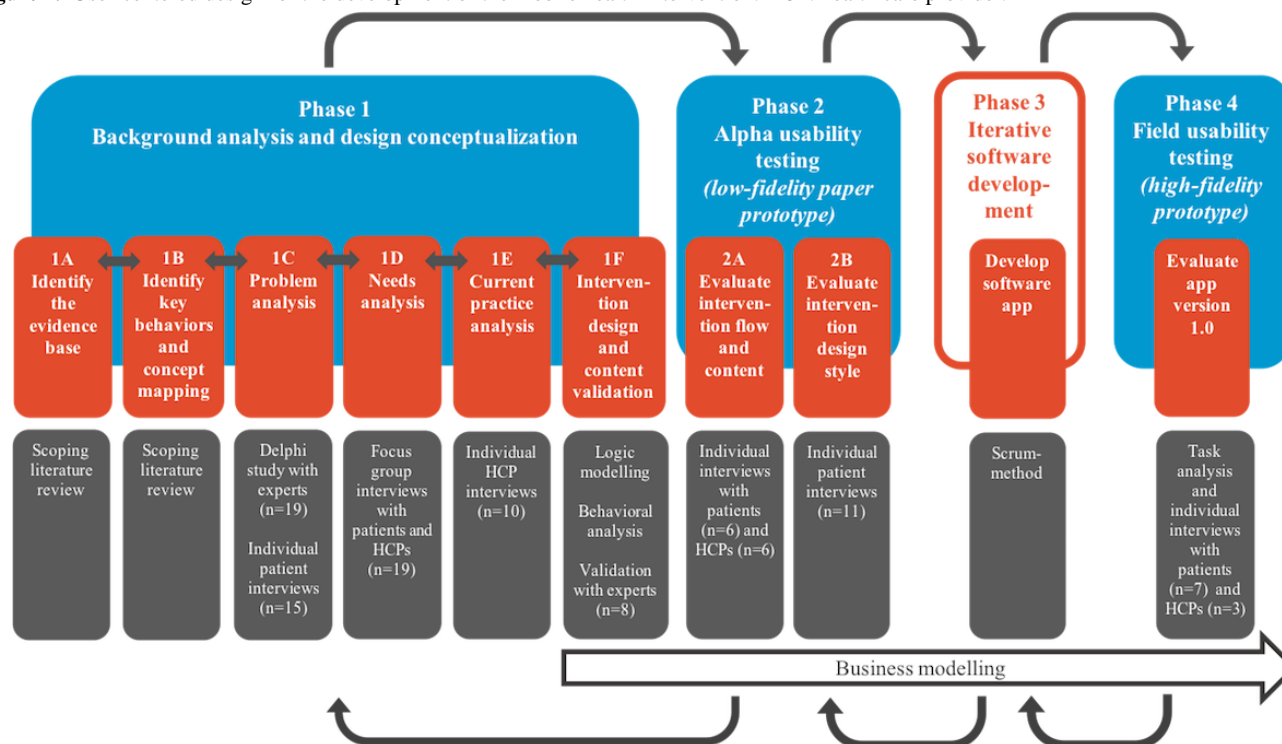 Phase 1
Background analysis and design conceptualization
Phase 2
Alpha usability
testing
(low-fidelity paper
prototype)
Phase 3
Iterative
software
develop-
ment
Phase 4
Field usability
testing
(high-fidelity
prototype)
1A
Identify
the
evidence
base
1B
Identify
key
behaviors
and
concept
mapping
1C
Problem
analysis
1D
Needs
analysis
1E
Current
practice
analysis
1F
Interven-
tion
design
and
content
validation
2A
Evaluate
interven-
tion flow
and
content
2B
Evaluate
interven-
tion
design
style
Develop
software
app
Evaluate
app
version
1.0
Scoping
literature
review
Scoping
literature
review
Delphi
study with
experts
(n=19)
Individual
patient
interviews
(n=15)
Focus
group
interviews
with
patients and
HCPs
(n=19)
Individual
HCP
interviews
(n=10)
Logic
modelling
Behavioral
analysis
Validation
with experts
(n=8)
Individual
interviews
with
patients
(n=6) and
HCPs (n=6)
Individual
patient
interviews
(n=11)
Scrum-
method
Task
analysis
and
individual
interviews
with
patients
(n=7) and
HCPs (n=3)
Business modelling